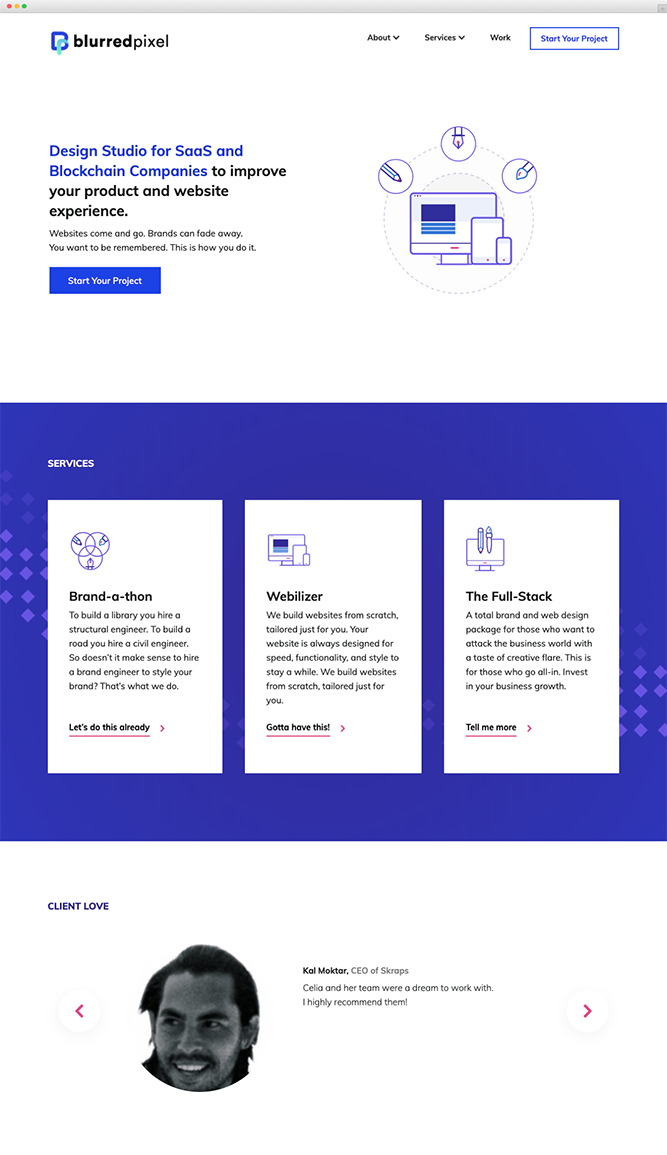 blurredpixel
About
Services
Work
Start Your Project
Design Studio for SaaS and
Blockchain Companies to improve
your product and website
experience.
Websites come and go. Brands can fade away.
You want to be remembered. This is how you do it.
Start Your Project
SERVICES
Brand-a-thon
To build a library you hire a
structural engineer. To build a
road you hire a civil engineer.
So doesn't it make sense to hire
a brand engineer to style your
brand? That's what we do.
Let's do this already
Webilizer
We build websites from scratch,
tailored just for you. Your
website is always designed for
speed, functionality, and style to
stay a while. We build websites
from scratch, tailored just for
you.
Gotta have this!
The Full-Stack
A total brand and web design
package for those who want to
attack the business world with
a taste of creative flare. This is
for those who go all-in. Invest
in your business growth.
Tell me more
CLIENT LOVE
Kal Moktar, CEO of Skraps
Celia and her team were a dream to work with.
I highly recommend them!